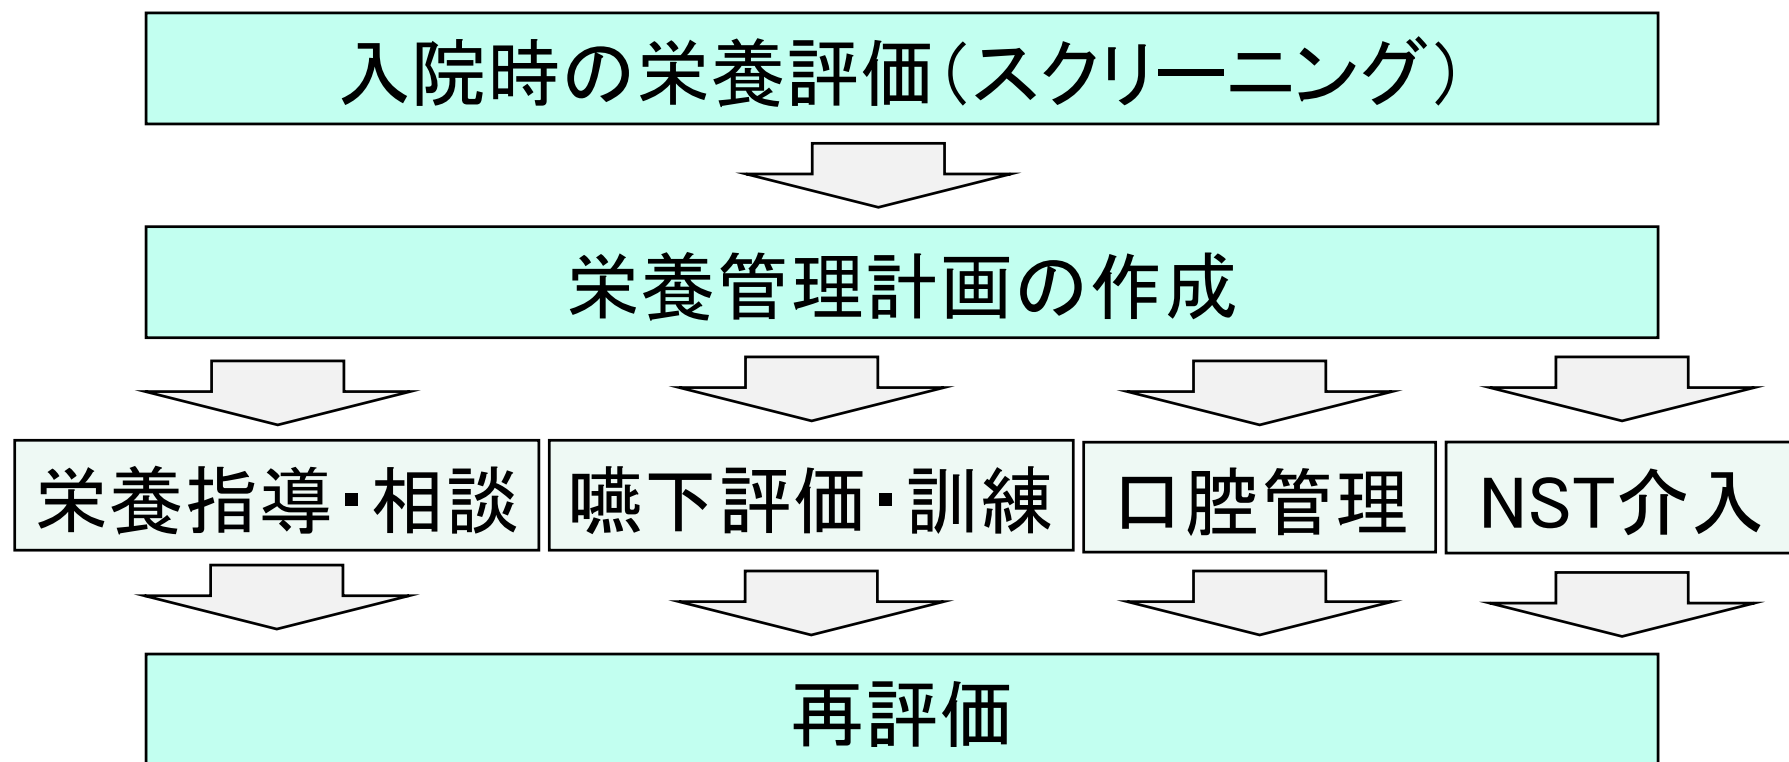 入院時の栄養評価（スクリーニング）
栄養管理計画の作成
栄養指導・相談
嚥下評価・訓練
口腔管理
NST介入
再評価